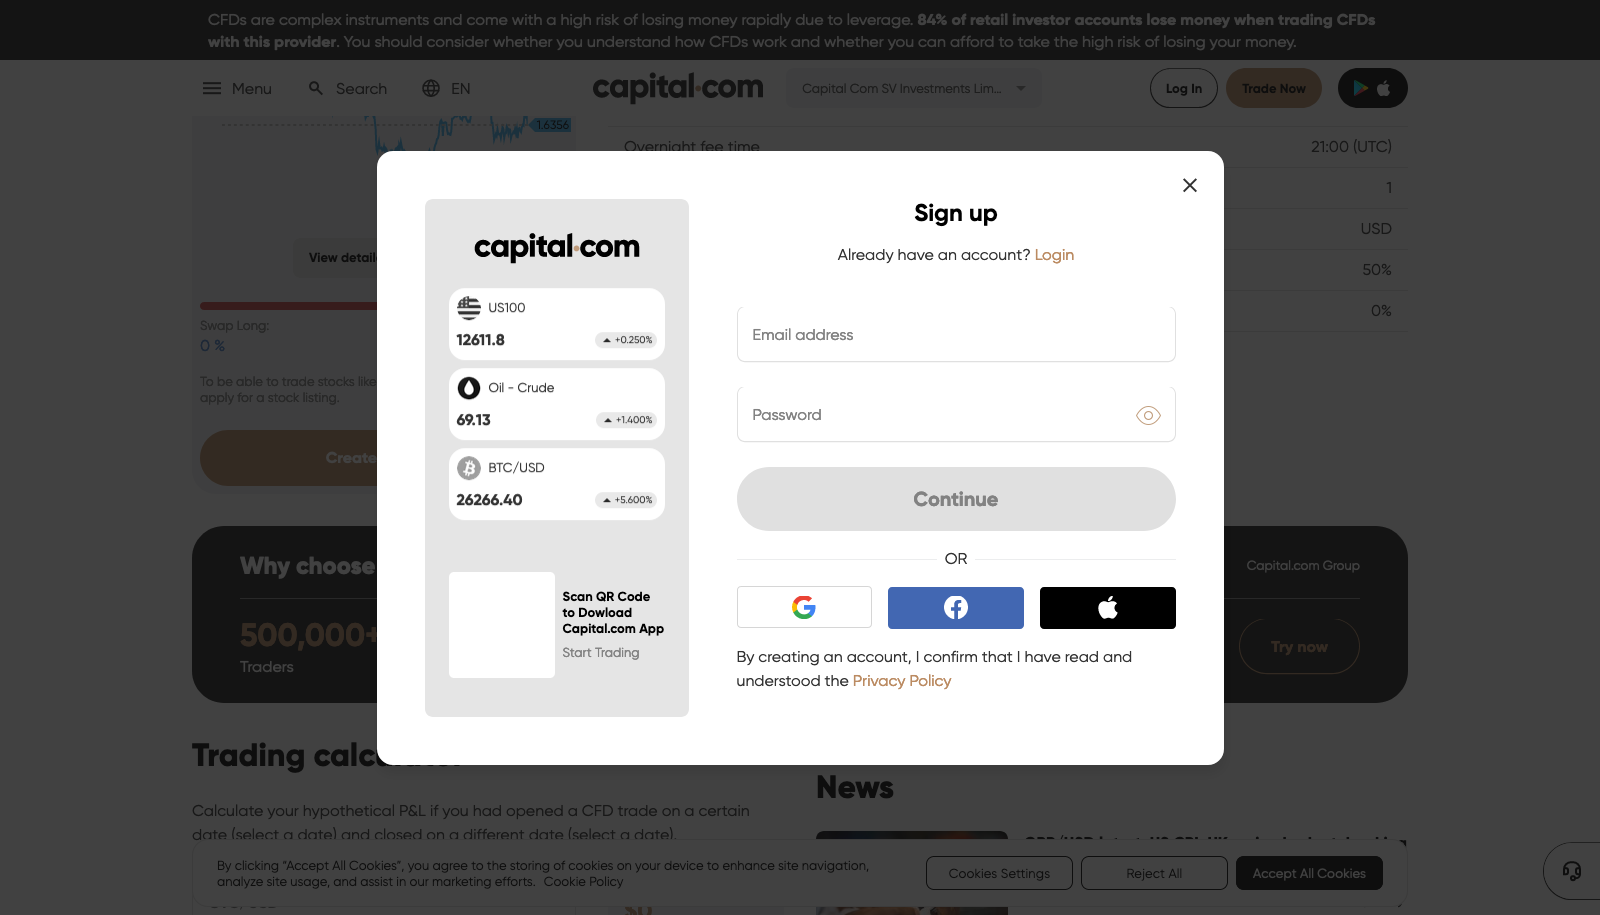 CFDs are complex instruments and come with a high risk of losing money rapidly due to leverage. 84% of retail investor accounts lose money when trading CFDs
with this provider. You should consider whether you understand how CFDs work and whether you can afford to take the high risk of losing your money.
Menu
Search
EN
capital.com
Capital Com SV Investments Lim...
Log In
Trade Now
1.6356
Overnight fee time
21:00 (UTC)
1
USD
50%
0%
View detail
Swap Long:
0 %
To be able to trade stocks like
apply for a stock listing.
Create
Sign up
Already have an account? Login
capital.com
US100
12611.8
+0.250%
Oil - Crude
69.13
+1.400%
BTC/USD
26266.40
+5.600%
Scan QR Code
to Dowload
Capital.com App
Start Trading
Email address
Password
Continue
OR
By creating an account, I confirm that I have read and
understood the Privacy Policy
Why choose
Capital.com Group
500,000+
Traders
Try now
Trading calculator
Calculate your hypothetical P&L if you had opened a CFD trade on a certain
date (select a date) and closed on a different date (select a date).
News
By clicking "Accept All Cookies", you agree to the storing of cookies on your device to enhance site navigation,
analyze site usage, and assist in our marketing efforts. Cookie Policy
Cookies Settings
Reject All
Accept All Cookies